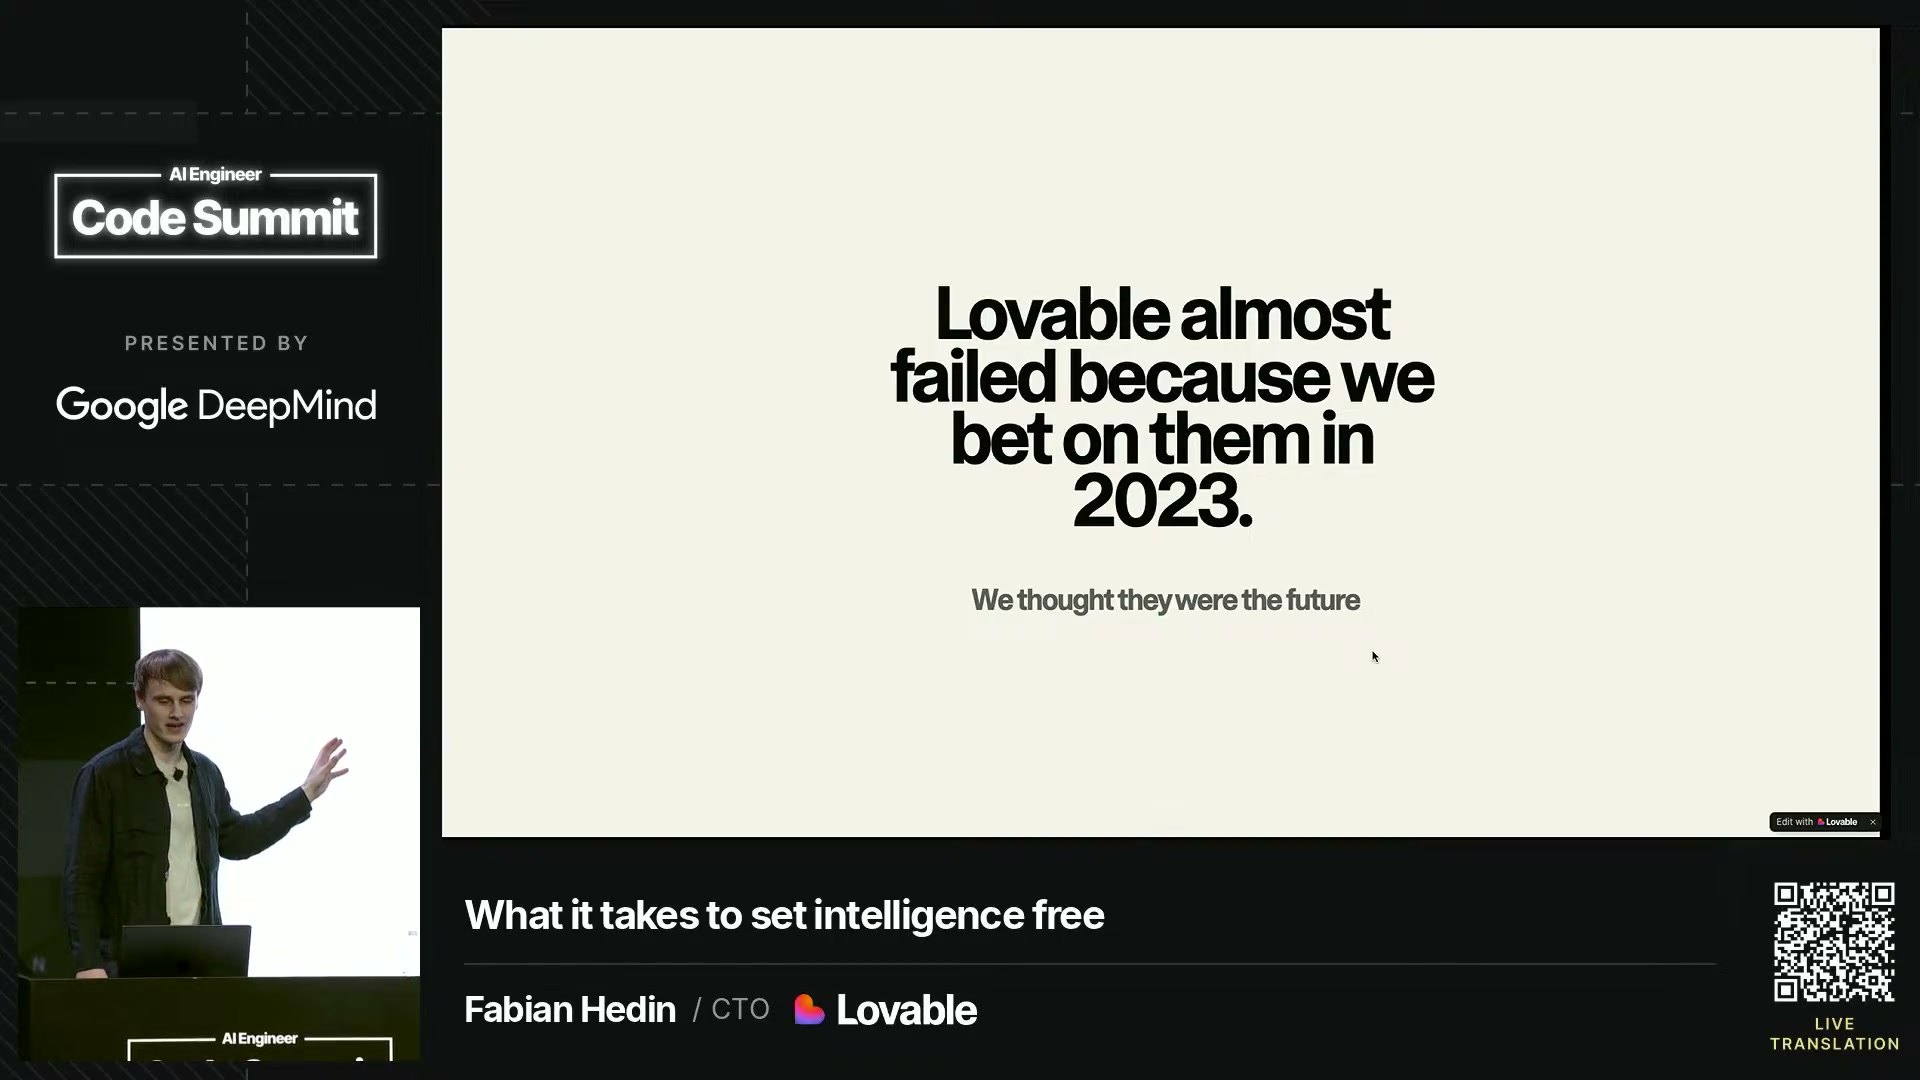 AI Engineer
Code Summit
PRESENTED BY
Google DeepMind
Lovable almost
failed because we
bet on them in
2023.
We thought they were the future
Edit with Lovable ×
What it takes to set intelligence free
Fabian Hedin / CTO Lovable
LIVE
TRANSLATION
AI Engineer